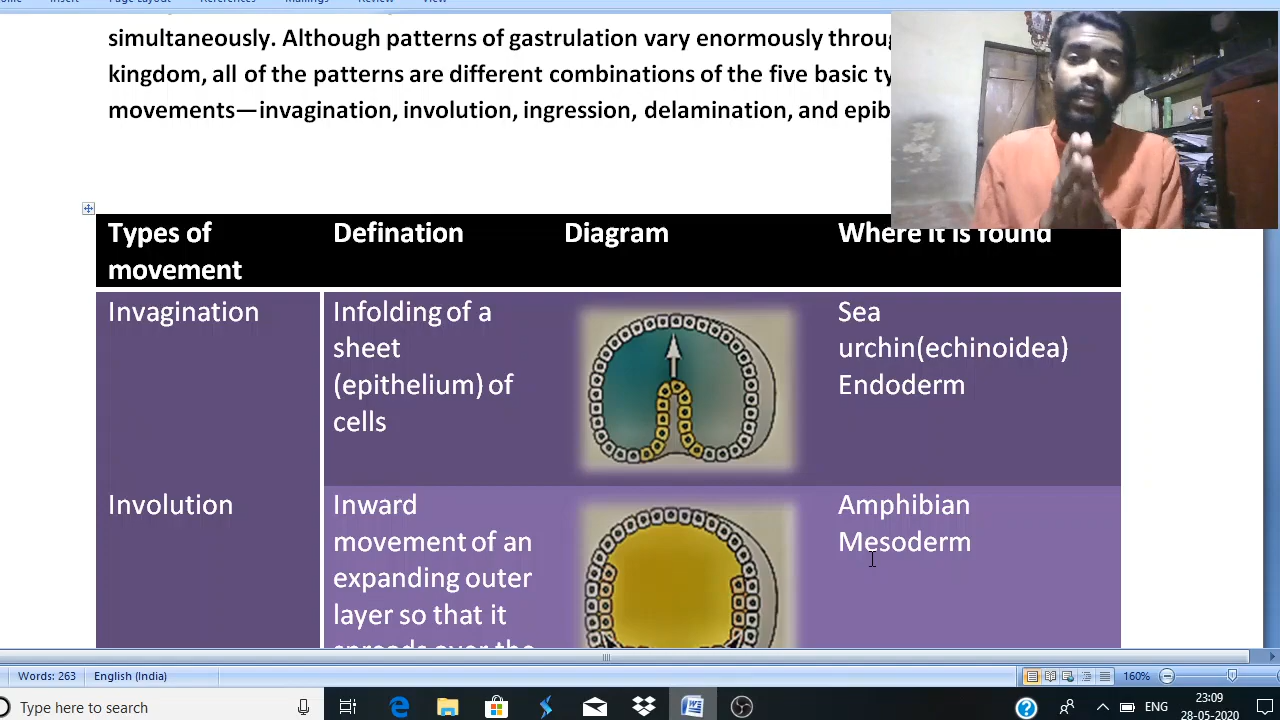 simultaneously. Although patterns of gastrulation vary enormously throug
kingdom, all of the patterns are different combinations of the five basic ty
movements—invagination, involution, ingression, delamination, and epib
Types of movement
Defination
Diagram
Where it is found
Invagination
Infolding of a
sheet
(epithelium) of
cells
Sea
urchin(echinoidea)
Endoderm
Involution
Inward
movement of an
expanding outer
layer so that it
spreads over the
Amphibian
Mesoderm
Words: 263
English (India)
160%
Type here to search
ENG
23:09
28-05-2020